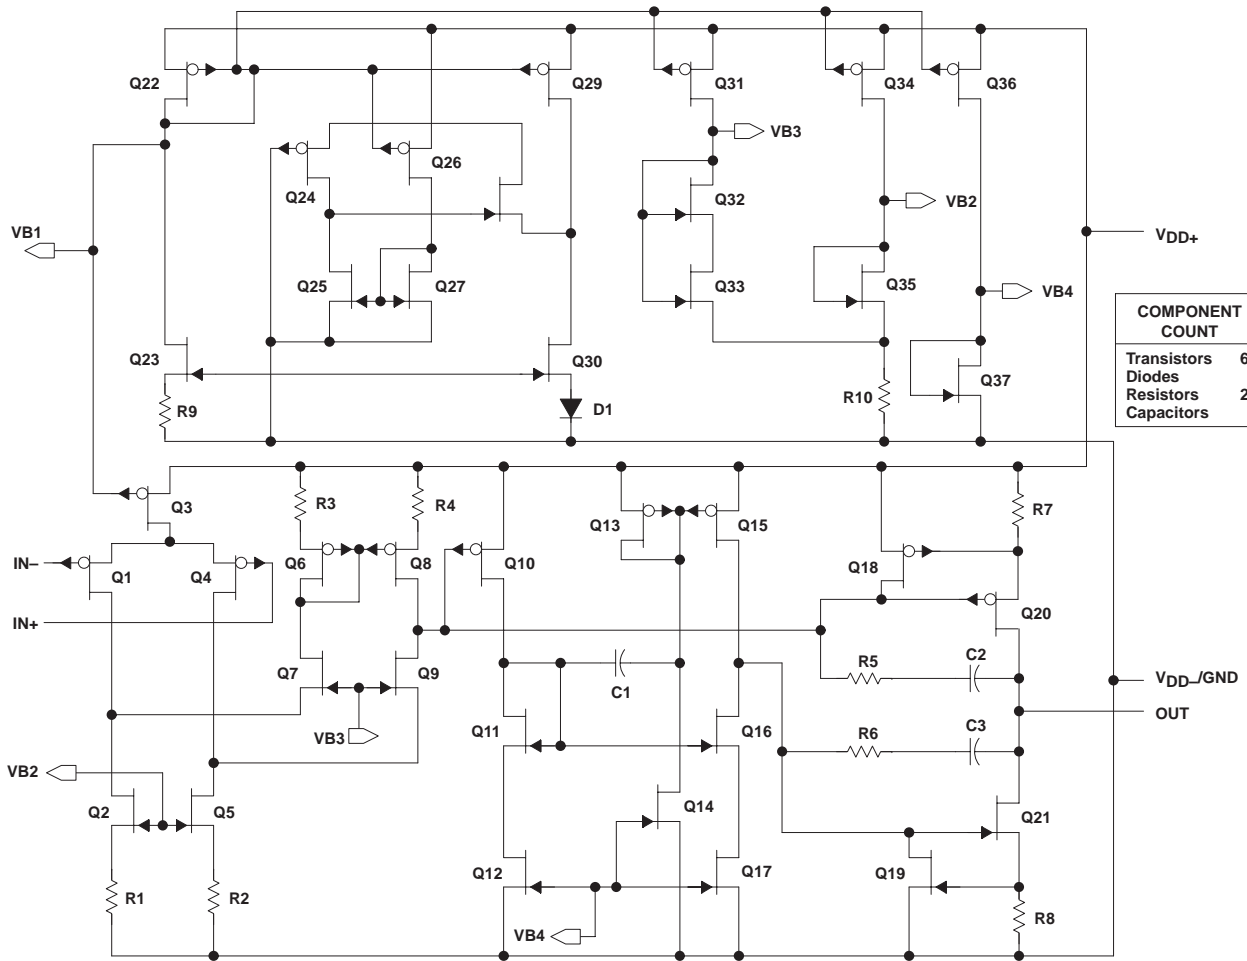 Q22
Q29
Q31
Q34
Q36
VB3
Q26
Q24
Q32
VB2
VB1
VDD+
Q25
Q27
Q33
Q35
VB4
COMPONENT
COUNT
Transistors 6
Diodes
Resistors 2
Capacitors
Q23
Q30
Q37
R9
D1
R10
Q3
R3
R4
Q13
Q15
R7
IN–
Q1
Q4
Q6
Q8
Q10
Q18
Q20
IN+
Q7
Q9
C1
R5
C2
VDD–/GND
OUT
VB3
Q11
Q16
R6
C3
VB2
Q2
Q5
Q14
Q21
R1
R2
Q12
Q17
Q19
VB4
R8